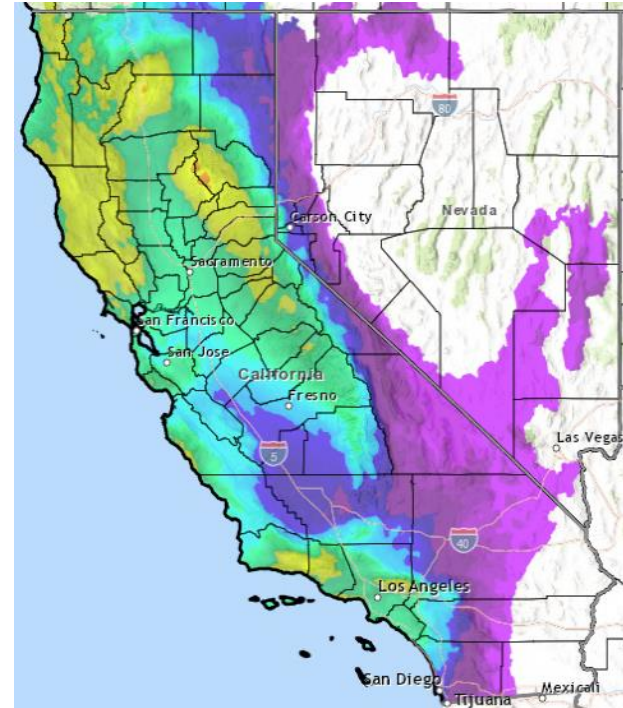 80
Carson City
Nevada
Sacramento
San Francisco
San Jose
California
Fresno
5
Las Vegas
40
Los Angeles
San Diego
Tijuana
Mexicali